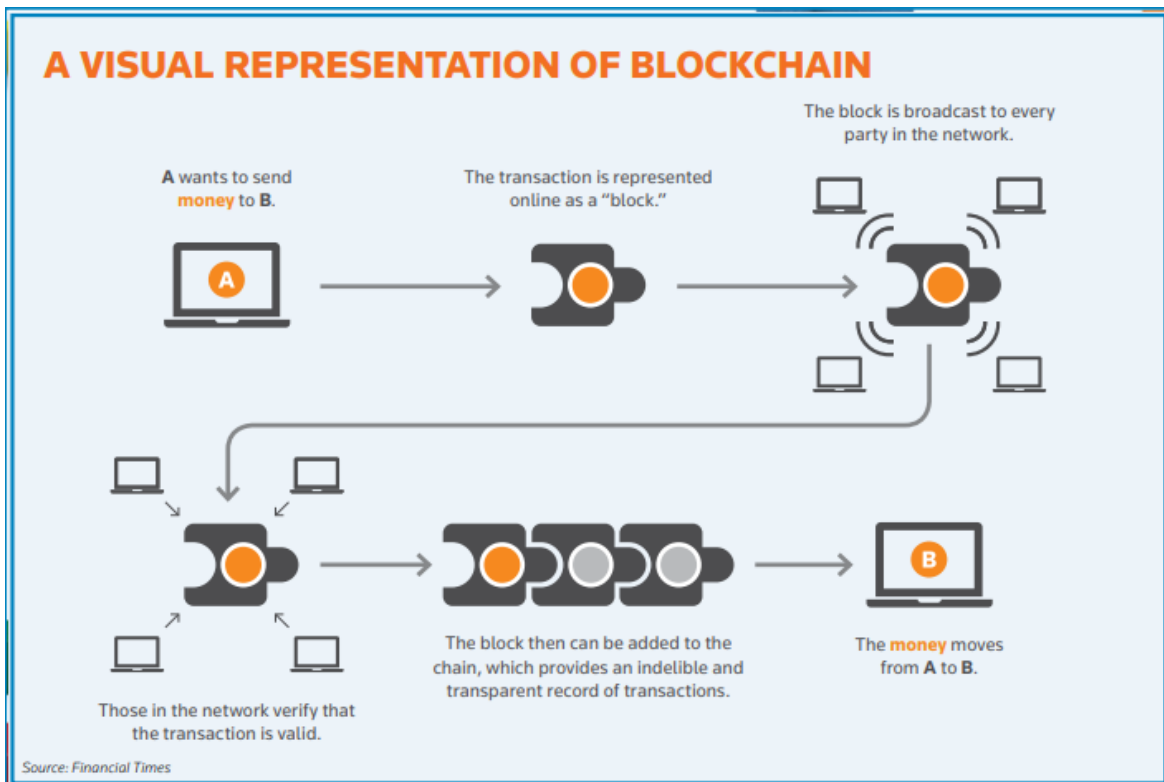 A VISUAL REPRESENTATION OF BLOCKCHAIN
A wants to send
money to B.
A
The transaction is represented
online as a “block.”
The block is broadcast to every
party in the network.
Those in the network verify that
the transaction is valid.
The block then can be added to the
chain, which provides an indelible and
transparent record of transactions.
B
The money moves
from A to B.
Source: Financial Times